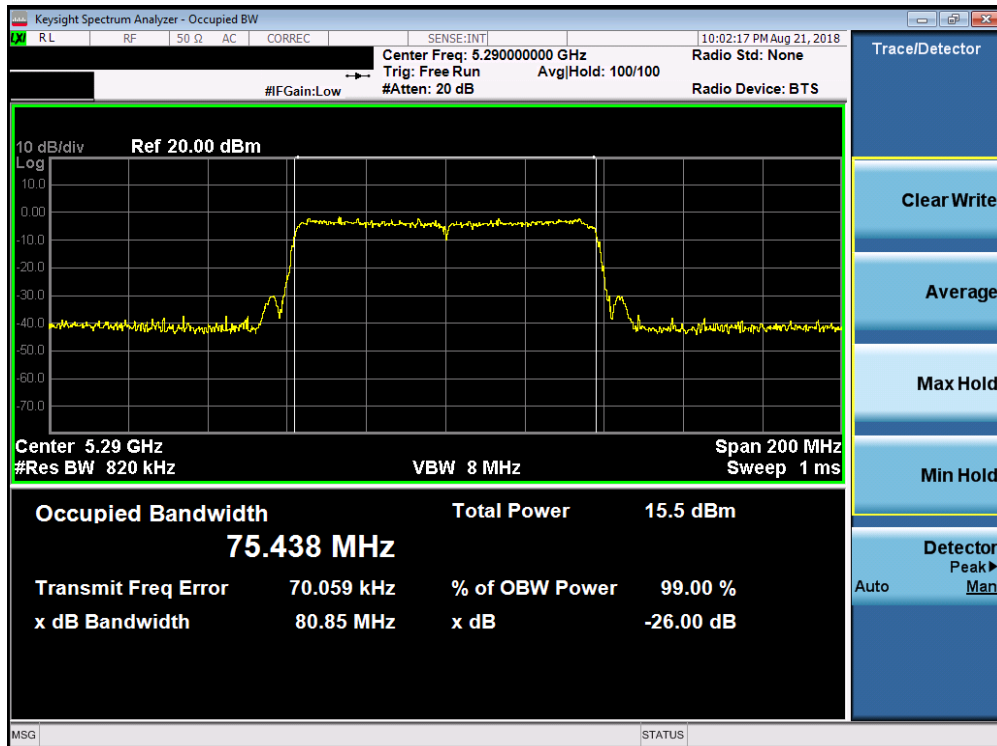 Keysight Spectrum Analyzer - Occupied BW
LXI RL RF 50 Ω AC CORREC SENSE:INT 10:02:17 PM Aug 21, 2018
Center Freq: 5.290000000 GHz Radio Std: None
Trig: Free Run Avg|Hold: 100/100
#IFGain:Low #Atten: 20 dB Radio Device: BTS
10 dB/div Ref 20.00 dBm
Log
10.0
0.00
-10.0
-20.0
-30.0
-40.0
-50.0
-60.0
-70.0
Center 5.29 GHz Span 200 MHz
#Res BW 820 kHz VBW 8 MHz Sweep 1 ms
Occupied Bandwidth Total Power 15.5 dBm
75.438 MHz
Transmit Freq Error 70.059 kHz % of OBW Power 99.00 %
x dB Bandwidth 80.85 MHz x dB -26.00 dB
MSG STATUS
Trace/Detector
Clear Write
Average
Max Hold
Min Hold
Detector
Peak
Auto Man